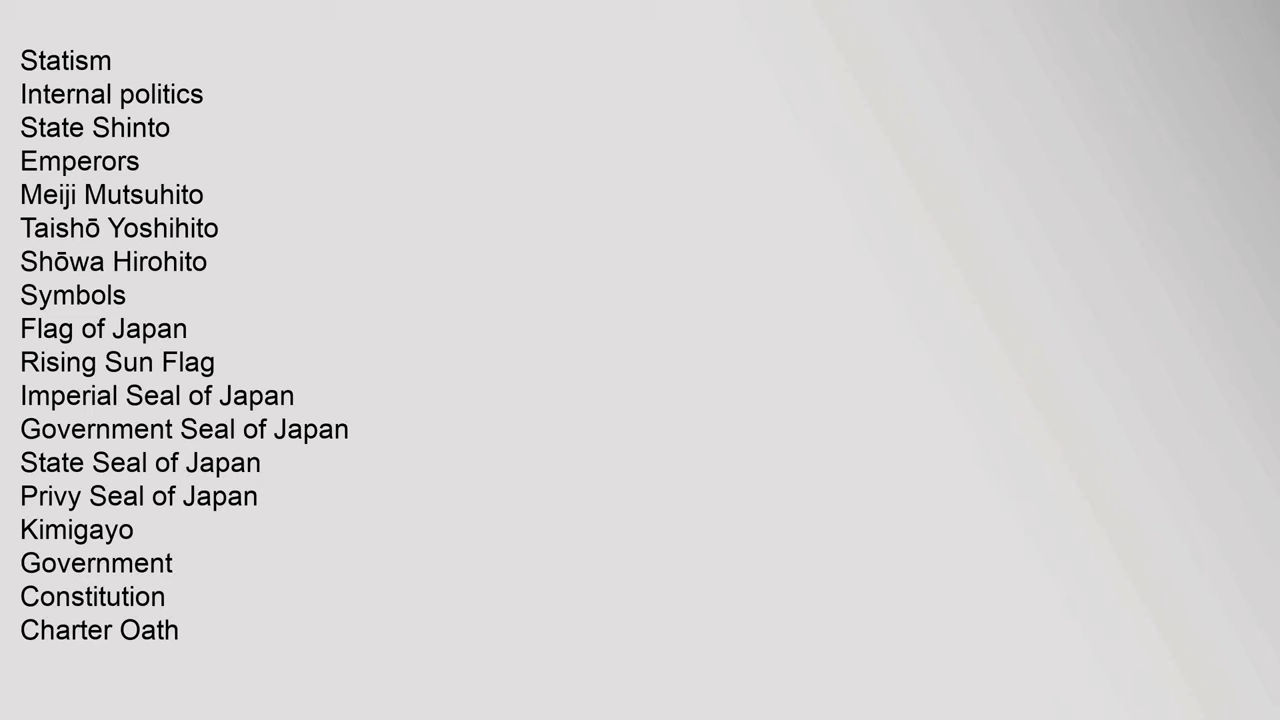 Statism
Internal politics
State Shinto
Emperors
Meiji Mutsuhito
Taishō Yoshihito
Shōwa Hirohito
Symbols
Flag of Japan
Rising Sun Flag
Imperial Seal of Japan
Government Seal of Japan
State Seal of Japan
Privy Seal of Japan
Kimigayo
Government
Constitution
Charter Oath